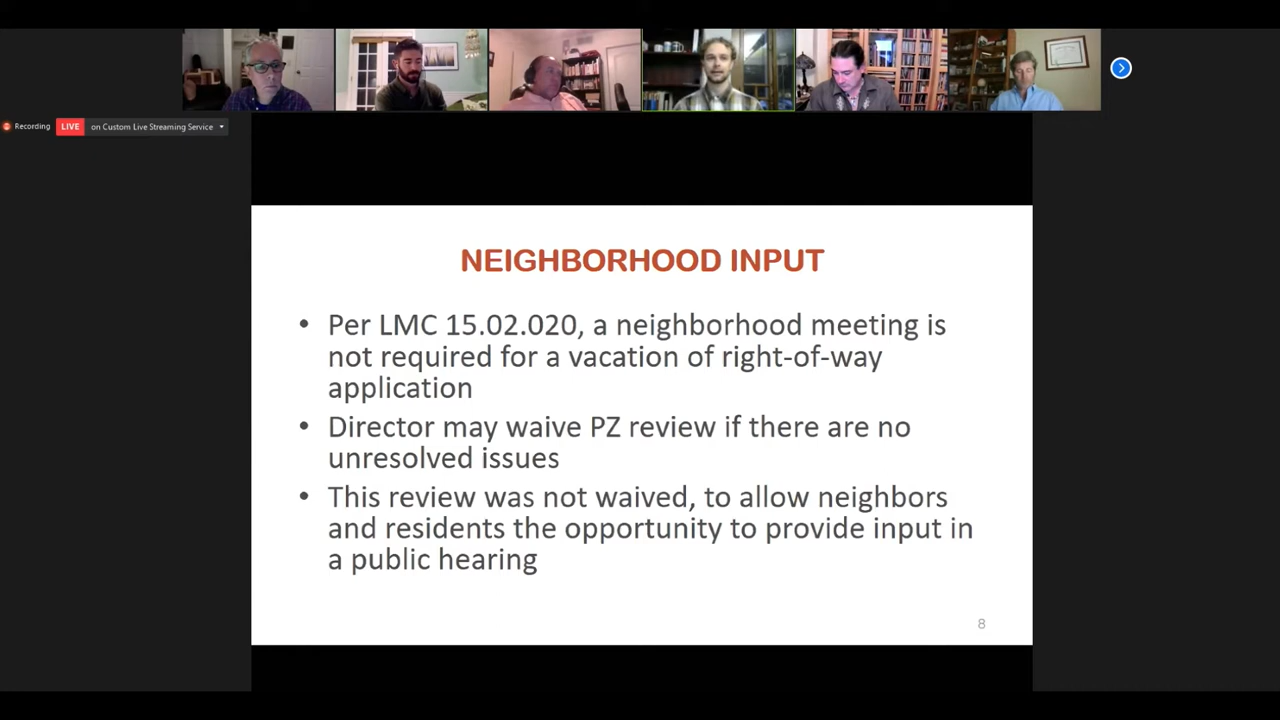 Recording
LIVE
on Custom Live Streaming Service
NEIGHBORHOOD INPUT
• Per LMC 15.02.020, a neighborhood meeting is
not required for a vacation of right-of-way
application
• Director may waive PZ review if there are no
unresolved issues
• This review was not waived, to allow neighbors
and residents the opportunity to provide input in
a public hearing
8